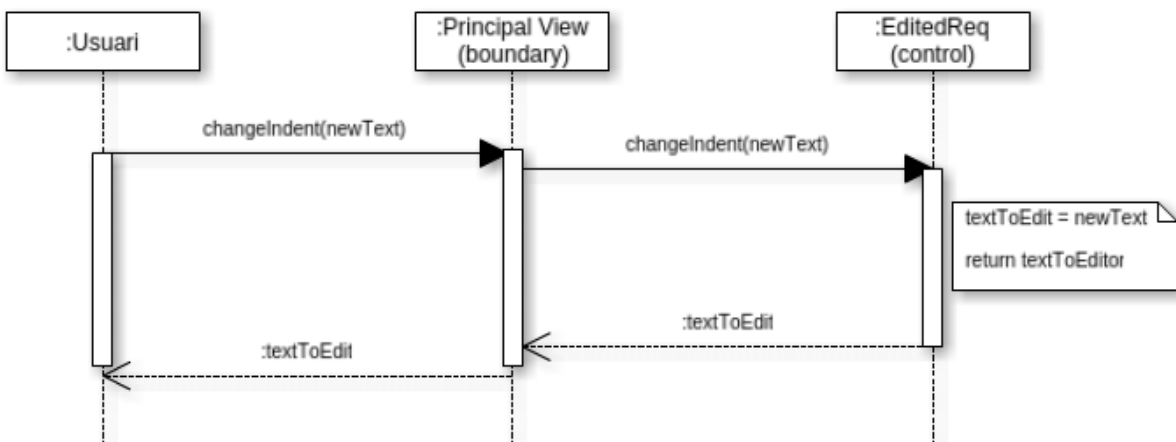 :Usuari
:Principal View
(boundary)
:EditedReq
(control)
changeIndent(newText)
changeIndent(newText)
textToEdit = newText
return textToEditor
:textToEdit
:textToEdit